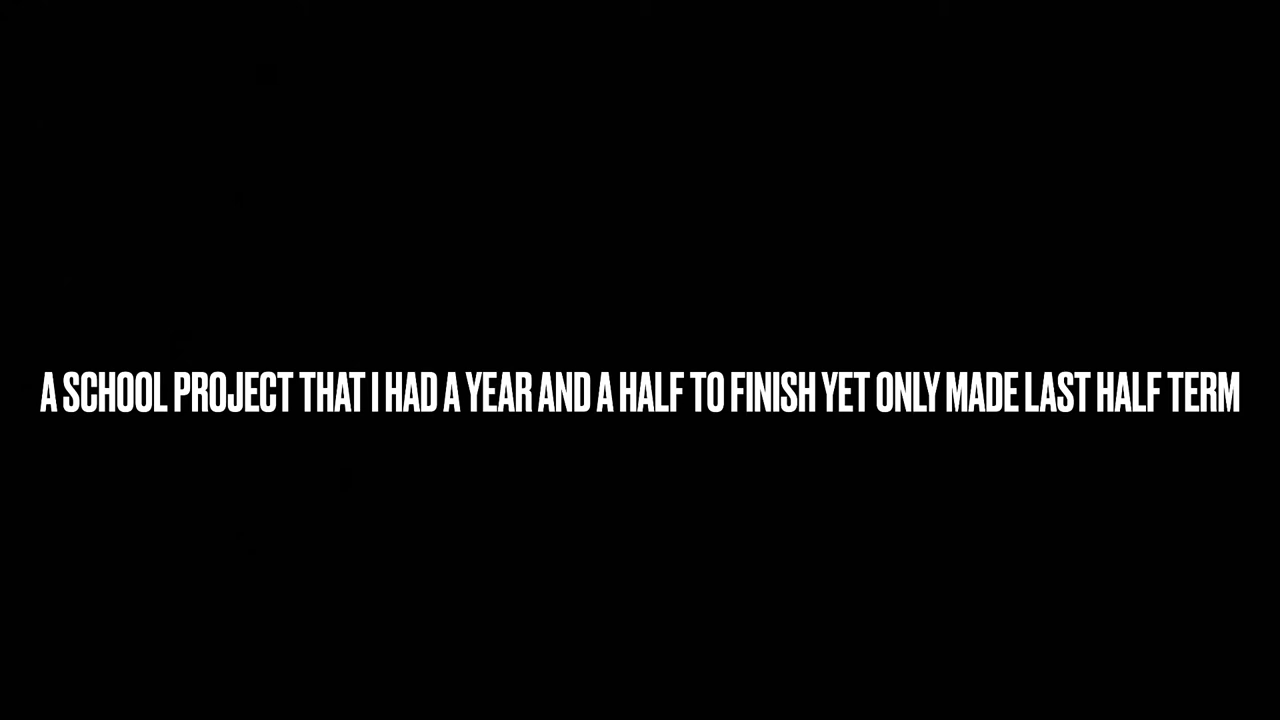 A SCHOOL PROJECT THAT I HAD A YEAR AND A HALF TO FINISH YET ONLY MADE LAST HALF TERM